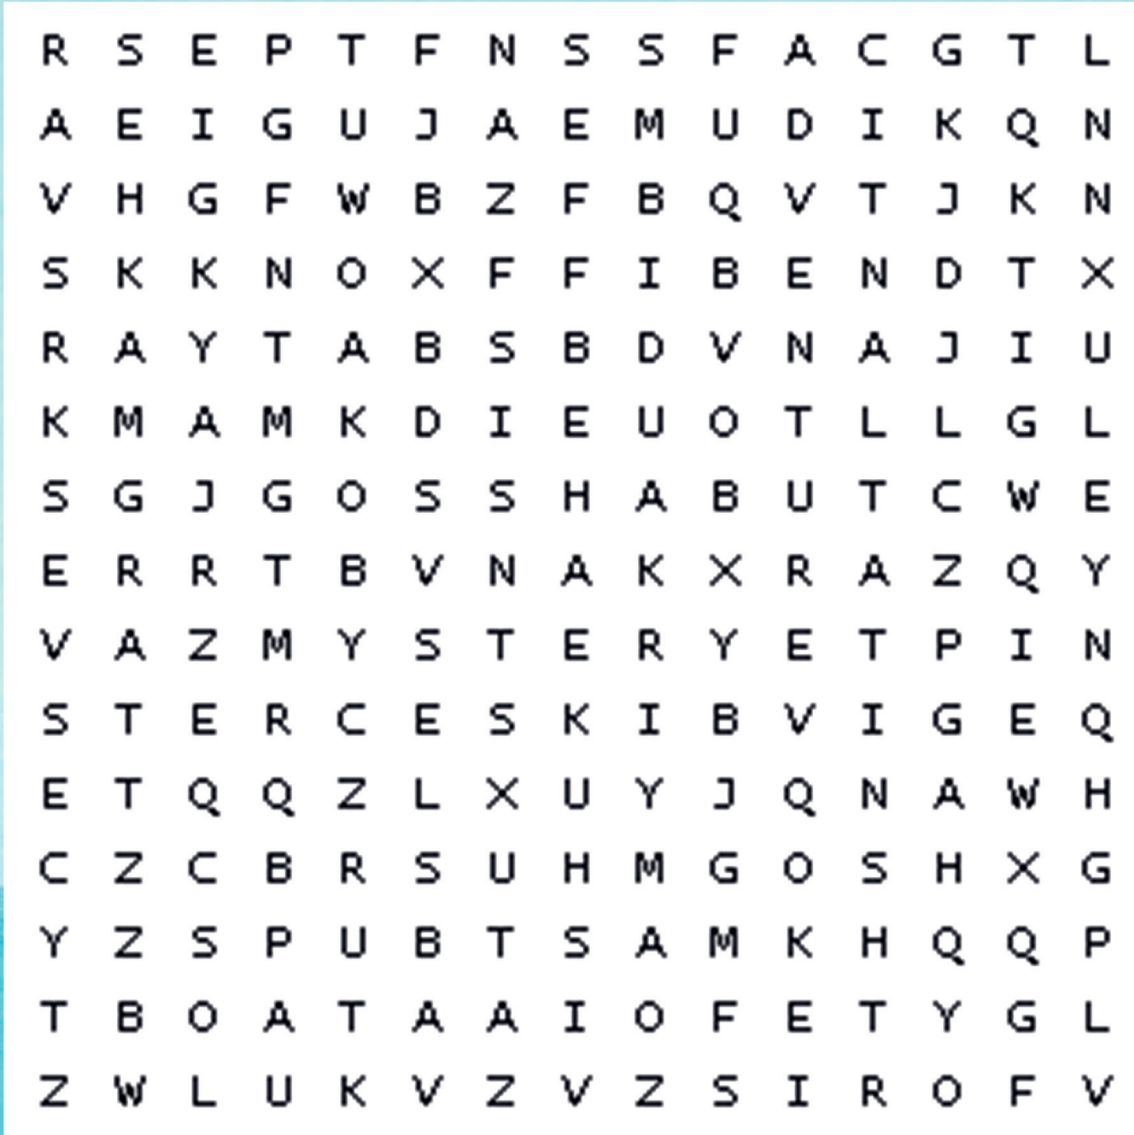 R S E P T F N S S F A C G T L
A E I G U J A E M U D I K Q N
V H G F W B Z F B Q V T J K N
S K K N O X F F I B E N D T X
R A Y T A B S B D V N A J I U
K M A M K D I E U O T L L G L
S G J G O S S H A B U T C W E
E R R T B V N A K X R A Z Q Y
V A Z M Y S T E R Y E T P I N
S T E R C E S K I B V I G E Q
E T Q Q Z L X U Y J Q N A W H
C Z C B R S U H M G O S H X G
Y Z S P U B T S A M K H Q Q P
T B O A T A A I O F E T Y G L
Z W L U K V Z V Z S I R O F V